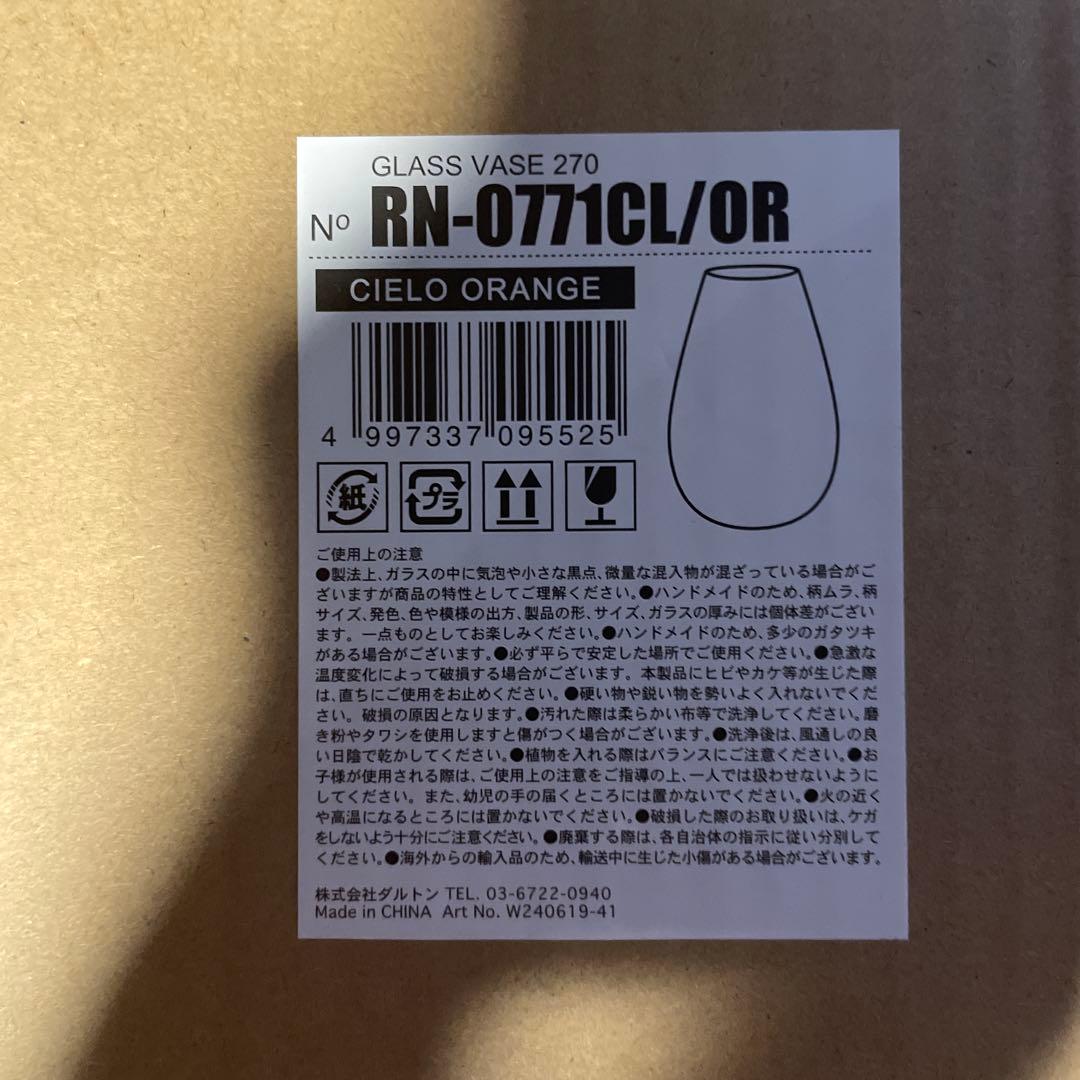 GLASS VASE 270
Nº RN-0771CL/OR
CIELO ORANGE
4 997337 095525
紙 プラ
ご使用上の注意
●製法上、ガラスの中に気泡や小さな黒点、微量な混入物が混ざっている場合がご
ざいますが商品の特性としてご理解ください。●ハンドメイドのため、柄ムラ、柄
サイズ、発色、色や模様の出方、製品の形、サイズ、ガラスの厚みには個体差がござい
ます。一点ものとしてお楽しみください。●ハンドメイドのため、多少のガタツキ
がある場合がございます。●必ず平らで安定した場所でご使用ください。●急激な
温度変化によって破損する場合がございます。本製品にヒビやカケ等が生じた際
は、直ちにご使用をお止めください。●硬い物や鋭い物を勢いよく入れないでくだ
さい。破損の原因となります。●汚れた際は柔らかい布等で洗浄してください。磨
き粉やタワシを使用しますと傷がつく場合がございます。●洗浄後は、風通しの良
い日陰で乾かしてください。●植物を入れる際はバランスにご注意ください。●お
子様が使用される際は、ご使用上の注意をご指導の上、一人では扱わせないように
してください。また、幼児の手の届くところには置かないでください。●火の近く
や高温になるところには置かないでください。●破損した際のお取り扱いは、ケガ
をしないよう十分にご注意ください。●廃棄する際は、各自治体の指示に従い分別して
ください。●海外からの輸入品のため、輸送中に生じた小傷がある場合がございます。
株式会社ダルトン TEL. 03-6722-0940
Made in CHINA Art No. W240619-41